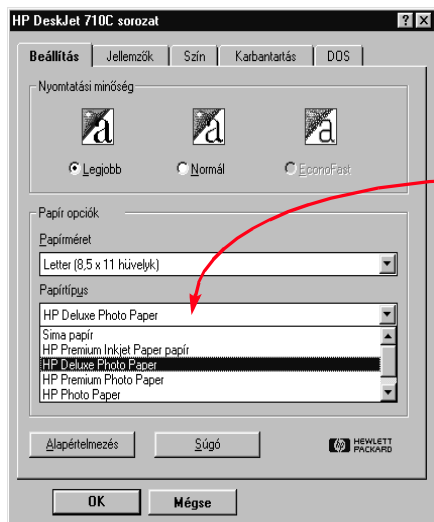 HP DeskJet 710C sorozat
Beállítás Jellemzők Szín Karbantartás DOS
Nyomtatási minőség
Legjobb Normál EconoFast
Papír opciók
Papírméret
Letter (8,5 x 11 hüvelyk)
Papírtípus
HP Deluxe Photo Paper
Sima papír
HP Premium Inkjet Paper papír
HP Deluxe Photo Paper
HP Premium Photo Paper
HP Photo Paper
Alapértelmezés Súgó hp HEWLETT
PACKARD
OK Mégse